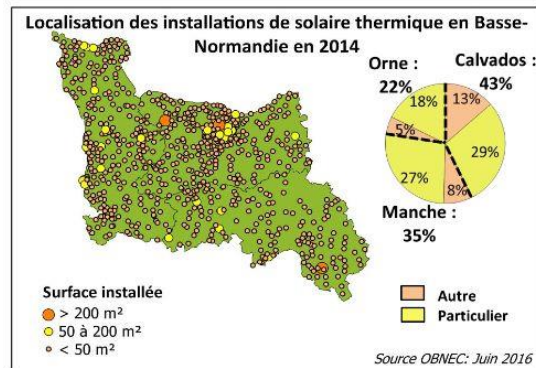 Localisation des installations de solaire thermique en Basse-
Normandie en 2014
Orne :
22%
Calvados :
43%
18%
13%
5%
29%
27%
8%
Manche :
35%
Surface installée
> 200 m²
50 à 200 m²
< 50 m²
Autre
Particulier
Source OBNEC: Juin 2016